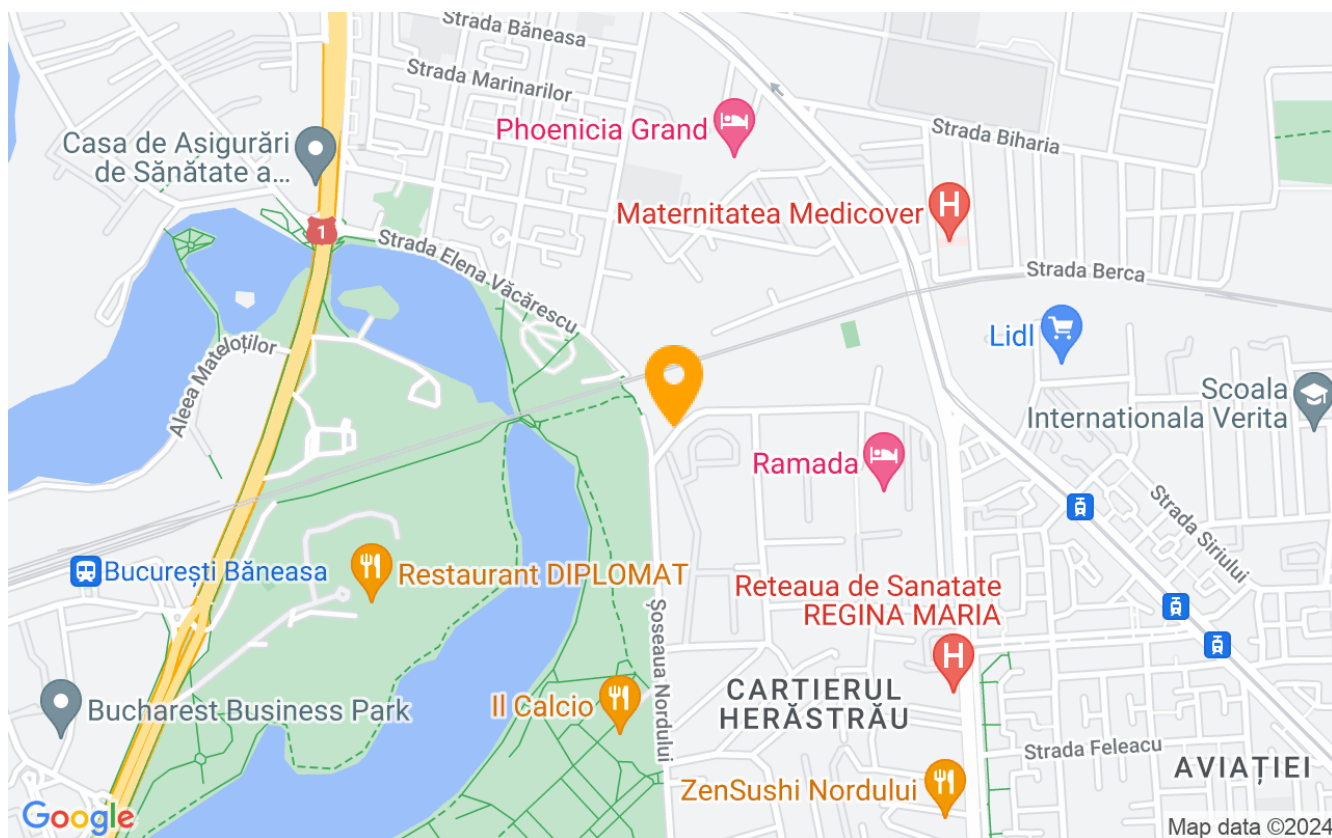 Strada Băneasa
Strada Marinarilor
Phoenicia Grand
Strada Biharia
Casa de Asigurări
de Sănătate a...
Maternitatea Medicover
1
Strada Elena Văcărescu
Strada Berca
Aleea Mateloților
Lidl
Scoala
Internationala Verita
Ramada
Strada Siriului
București Băneasa
Restaurant DIPLOMAT
Reteaua de Sanatate
REGINA MARIA
Șoseaua Nordului
CARTIERUL
HERĂSTRĂU
Il Calcio
Bucharest Business Park
Strada Feleacu
AVIAȚIEI
ZenSushi Nordului
Google
Map data ©2024